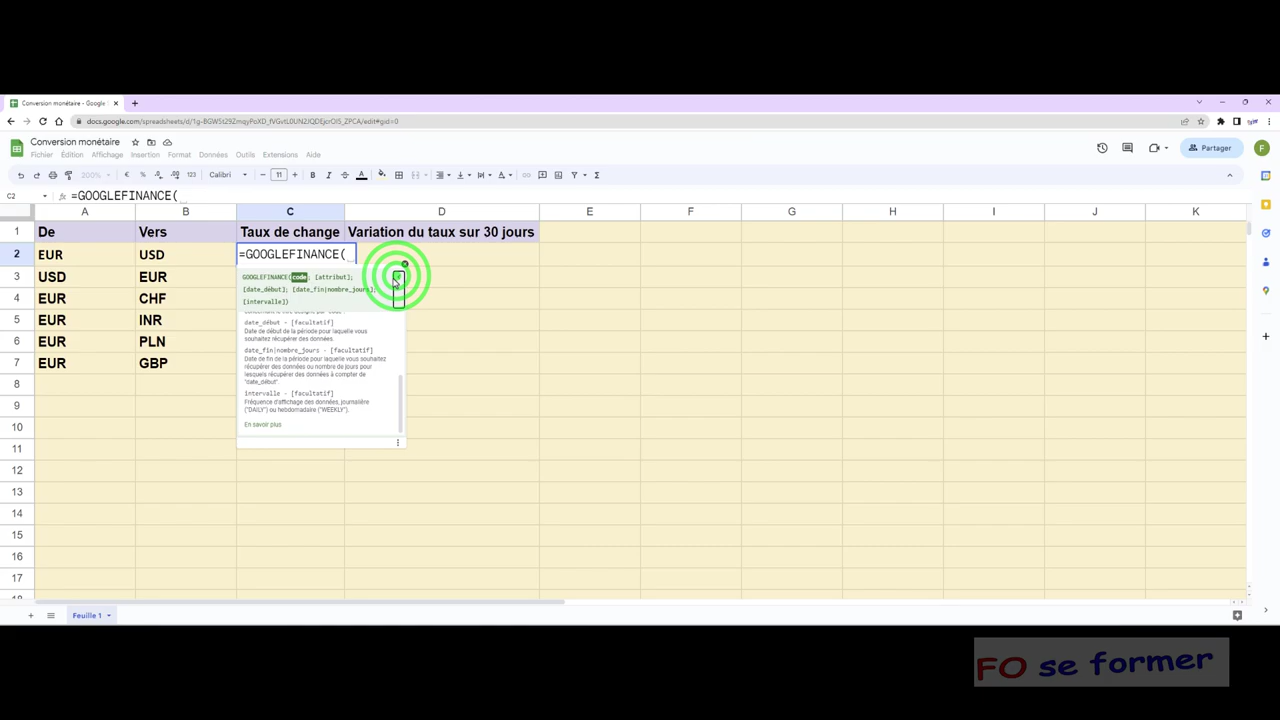 Conversion monétaire - Google
docs.google.com/spreadsheets/d/
Conversion monétaire
Fichier Édition Affichage Insertion Format Données Outils Extensions Aide
Partager
F
200% € % 123 Calibri 11
C2 =GOOGLEFINANCE(
A B C D E F G H I J K
1 De Vers Taux de change Variation du taux sur 30 jours
2 EUR USD =GOOGLEFINANCE(
3 USD EUR
4 EUR CHF
5 EUR INR
6 EUR PLN
7 EUR GBP
8
9
10
11
12
13
14
15
16
17
18
GOOGLEFINANCE(code; [attribut];
[date_début]; [date_fin|nombre_jours];
[intervalle])
date_début - [facultatif]
Date de début de la période pour laquelle vous
souhaitez récupérer des données.
date_fin|nombre_jours - [facultatif]
Date de fin de la période pour laquelle vous souhaitez
récupérer des données ou nombre de jours pour
lesquels récupérer des données à compter de
"date_début".
intervalle - [facultatif]
Fréquence d'affichage des données, journalière
("DAILY") ou hebdomadaire ("WEEKLY").
En savoir plus
Feuille 1
FO se former